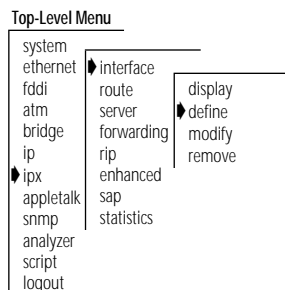 Top-Level Menu
system
ethernet
fddi
atm
bridge
ip
ipx
appletalk
snmp
analyzer
script
logout
interface
route
server
forwarding
rip
enhanced
sap
statistics
display
define
modify
remove